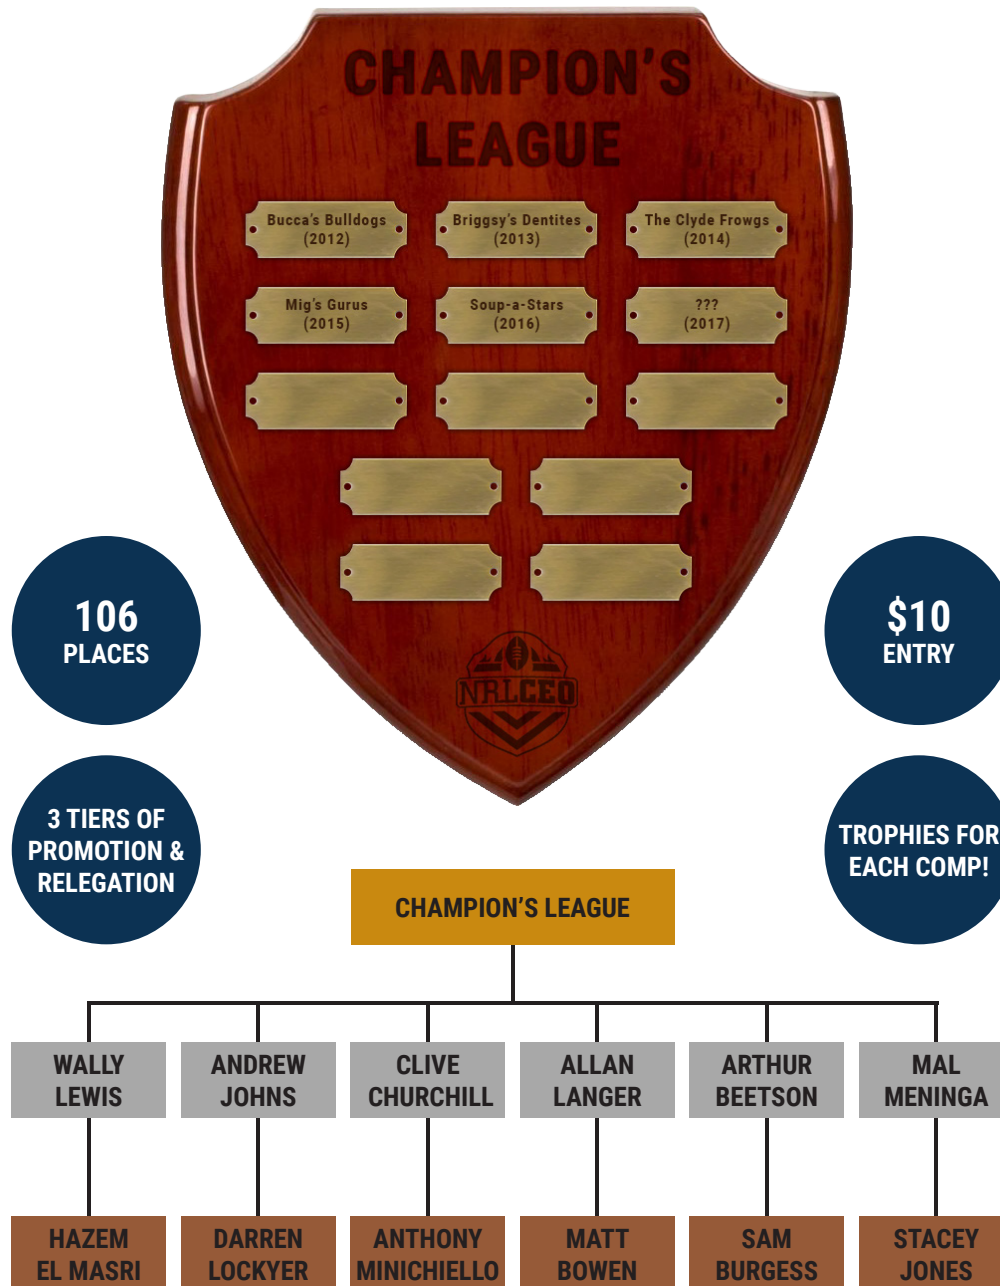 CHAMPION'S
LEAGUE
Bucca's Bulldogs
(2012)
Briggsy's Dentites
(2013)
The Clyde Frowgs
(2014)
Mig's Gurus
(2015)
Soup-a-Stars
(2016)
???
(2017)
NRLCEO
106
PLACES
$10
ENTRY
3 TIERS OF
PROMOTION &
RELEGATION
TROPHIES FOR
EACH COMP!
CHAMPION'S LEAGUE
WALLY
LEWIS
ANDREW
JOHNS
CLIVE
CHURCHILL
ALLAN
LANGER
ARTHUR
BEETSON
MAL
MENINGA
HAZEM
EL MASRI
DARREN
LOCKYER
ANTHONY
MINICHIELLO
MATT
BOWEN
SAM
BURGESS
STACEY
JONES